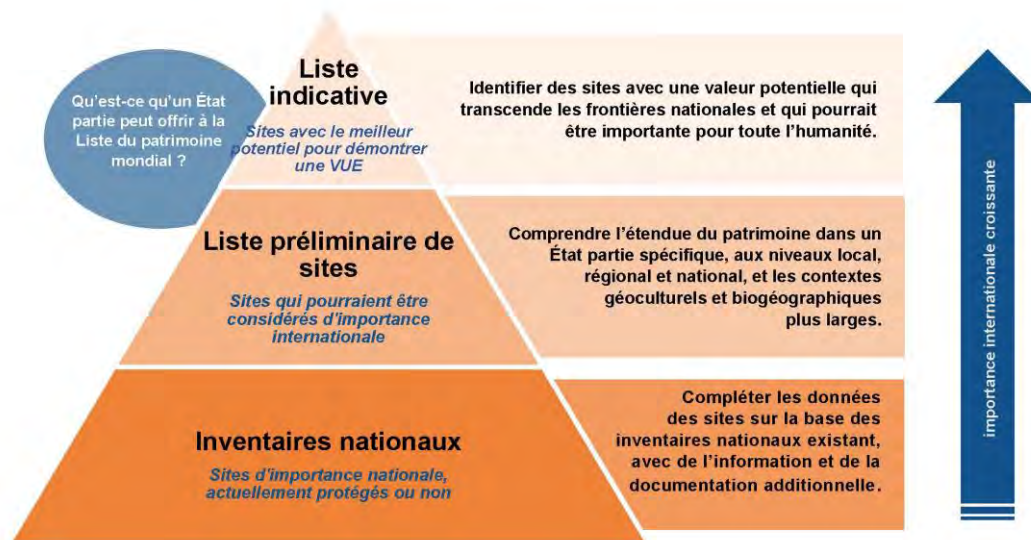 Qu'est-ce qu'un État
partie peut offrir à la
Liste du patrimoine
mondial ?
Liste
indicative
Sites avec le meilleur
potentiel pour démontrer
une VUE
Identifier des sites avec une valeur potentielle qui
transcende les frontières nationales et qui pourrait
être importante pour toute l'humanité.
Liste préliminaire de
sites
Sites qui pourraient être
considérés d'importance
internationale
Comprendre l'étendue du patrimoine dans un
État partie spécifique, aux niveaux local,
régional et national, et les contextes
géoculturels et biogéographiques
plus larges.
Inventaires nationaux
Sites d'importance nationale,
actuellement protégés ou non
Compléter les données
des sites sur la base des
inventaires nationaux existant,
avec de l'information et de la
documentation additionnelle.
importance internationale croissante